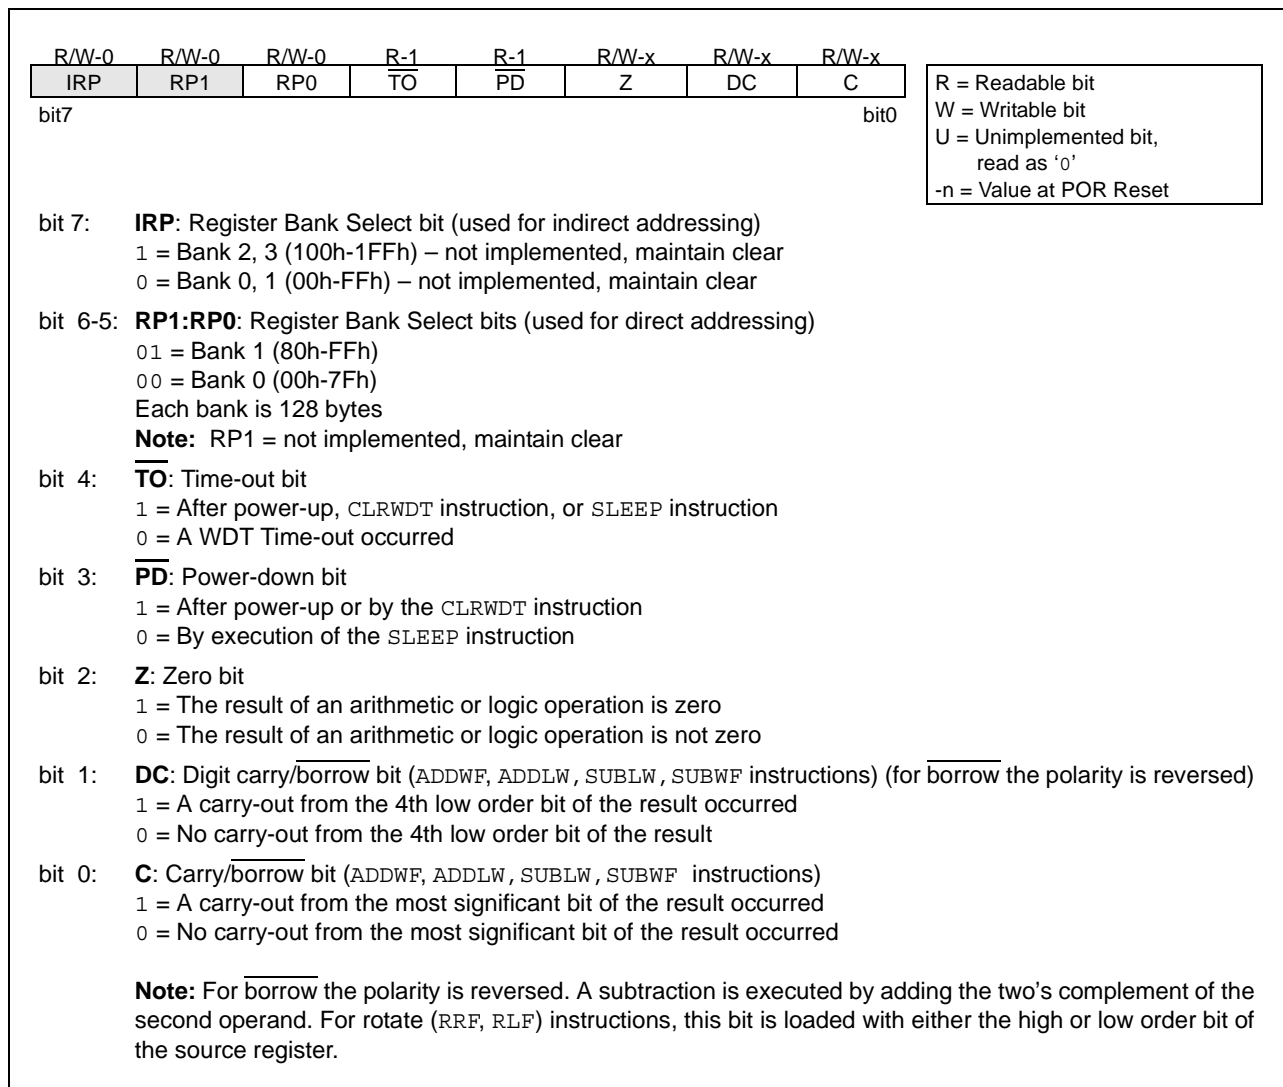 R/W-0 R/W-0 R/W-0 R-1 R-1 R/W-x R/W-x R/W-x
IRP RP1 RP0 T̅O̅ P̅D̅ Z DC C
bit7 bit0
R = Readable bit
W = Writable bit
U = Unimplemented bit,
read as ‘0’
-n = Value at POR Reset
bit 7: IRP: Register Bank Select bit (used for indirect addressing)
1 = Bank 2, 3 (100h-1FFh) – not implemented, maintain clear
0 = Bank 0, 1 (00h-FFh) – not implemented, maintain clear
bit 6-5: RP1:RP0: Register Bank Select bits (used for direct addressing)
01 = Bank 1 (80h-FFh)
00 = Bank 0 (00h-7Fh)
Each bank is 128 bytes
Note: RP1 = not implemented, maintain clear
bit 4: T̅O̅: Time-out bit
1 = After power-up, CLRWDT instruction, or SLEEP instruction
0 = A WDT Time-out occurred
bit 3: P̅D̅: Power-down bit
1 = After power-up or by the CLRWDT instruction
0 = By execution of the SLEEP instruction
bit 2: Z: Zero bit
1 = The result of an arithmetic or logic operation is zero
0 = The result of an arithmetic or logic operation is not zero
bit 1: DC: Digit carry/b̅o̅r̅r̅o̅w̅ bit (ADDWF, ADDLW, SUBLW, SUBWF instructions) (for b̅o̅r̅r̅o̅w̅ the polarity is reversed)
1 = A carry-out from the 4th low order bit of the result occurred
0 = No carry-out from the 4th low order bit of the result
bit 0: C: Carry/b̅o̅r̅r̅o̅w̅ bit (ADDWF, ADDLW, SUBLW, SUBWF instructions)
1 = A carry-out from the most significant bit of the result occurred
0 = No carry-out from the most significant bit of the result occurred
Note: For b̅o̅r̅r̅o̅w̅ the polarity is reversed. A subtraction is executed by adding the two’s complement of the
second operand. For rotate (RRF, RLF) instructions, this bit is loaded with either the high or low order bit of
the source register.